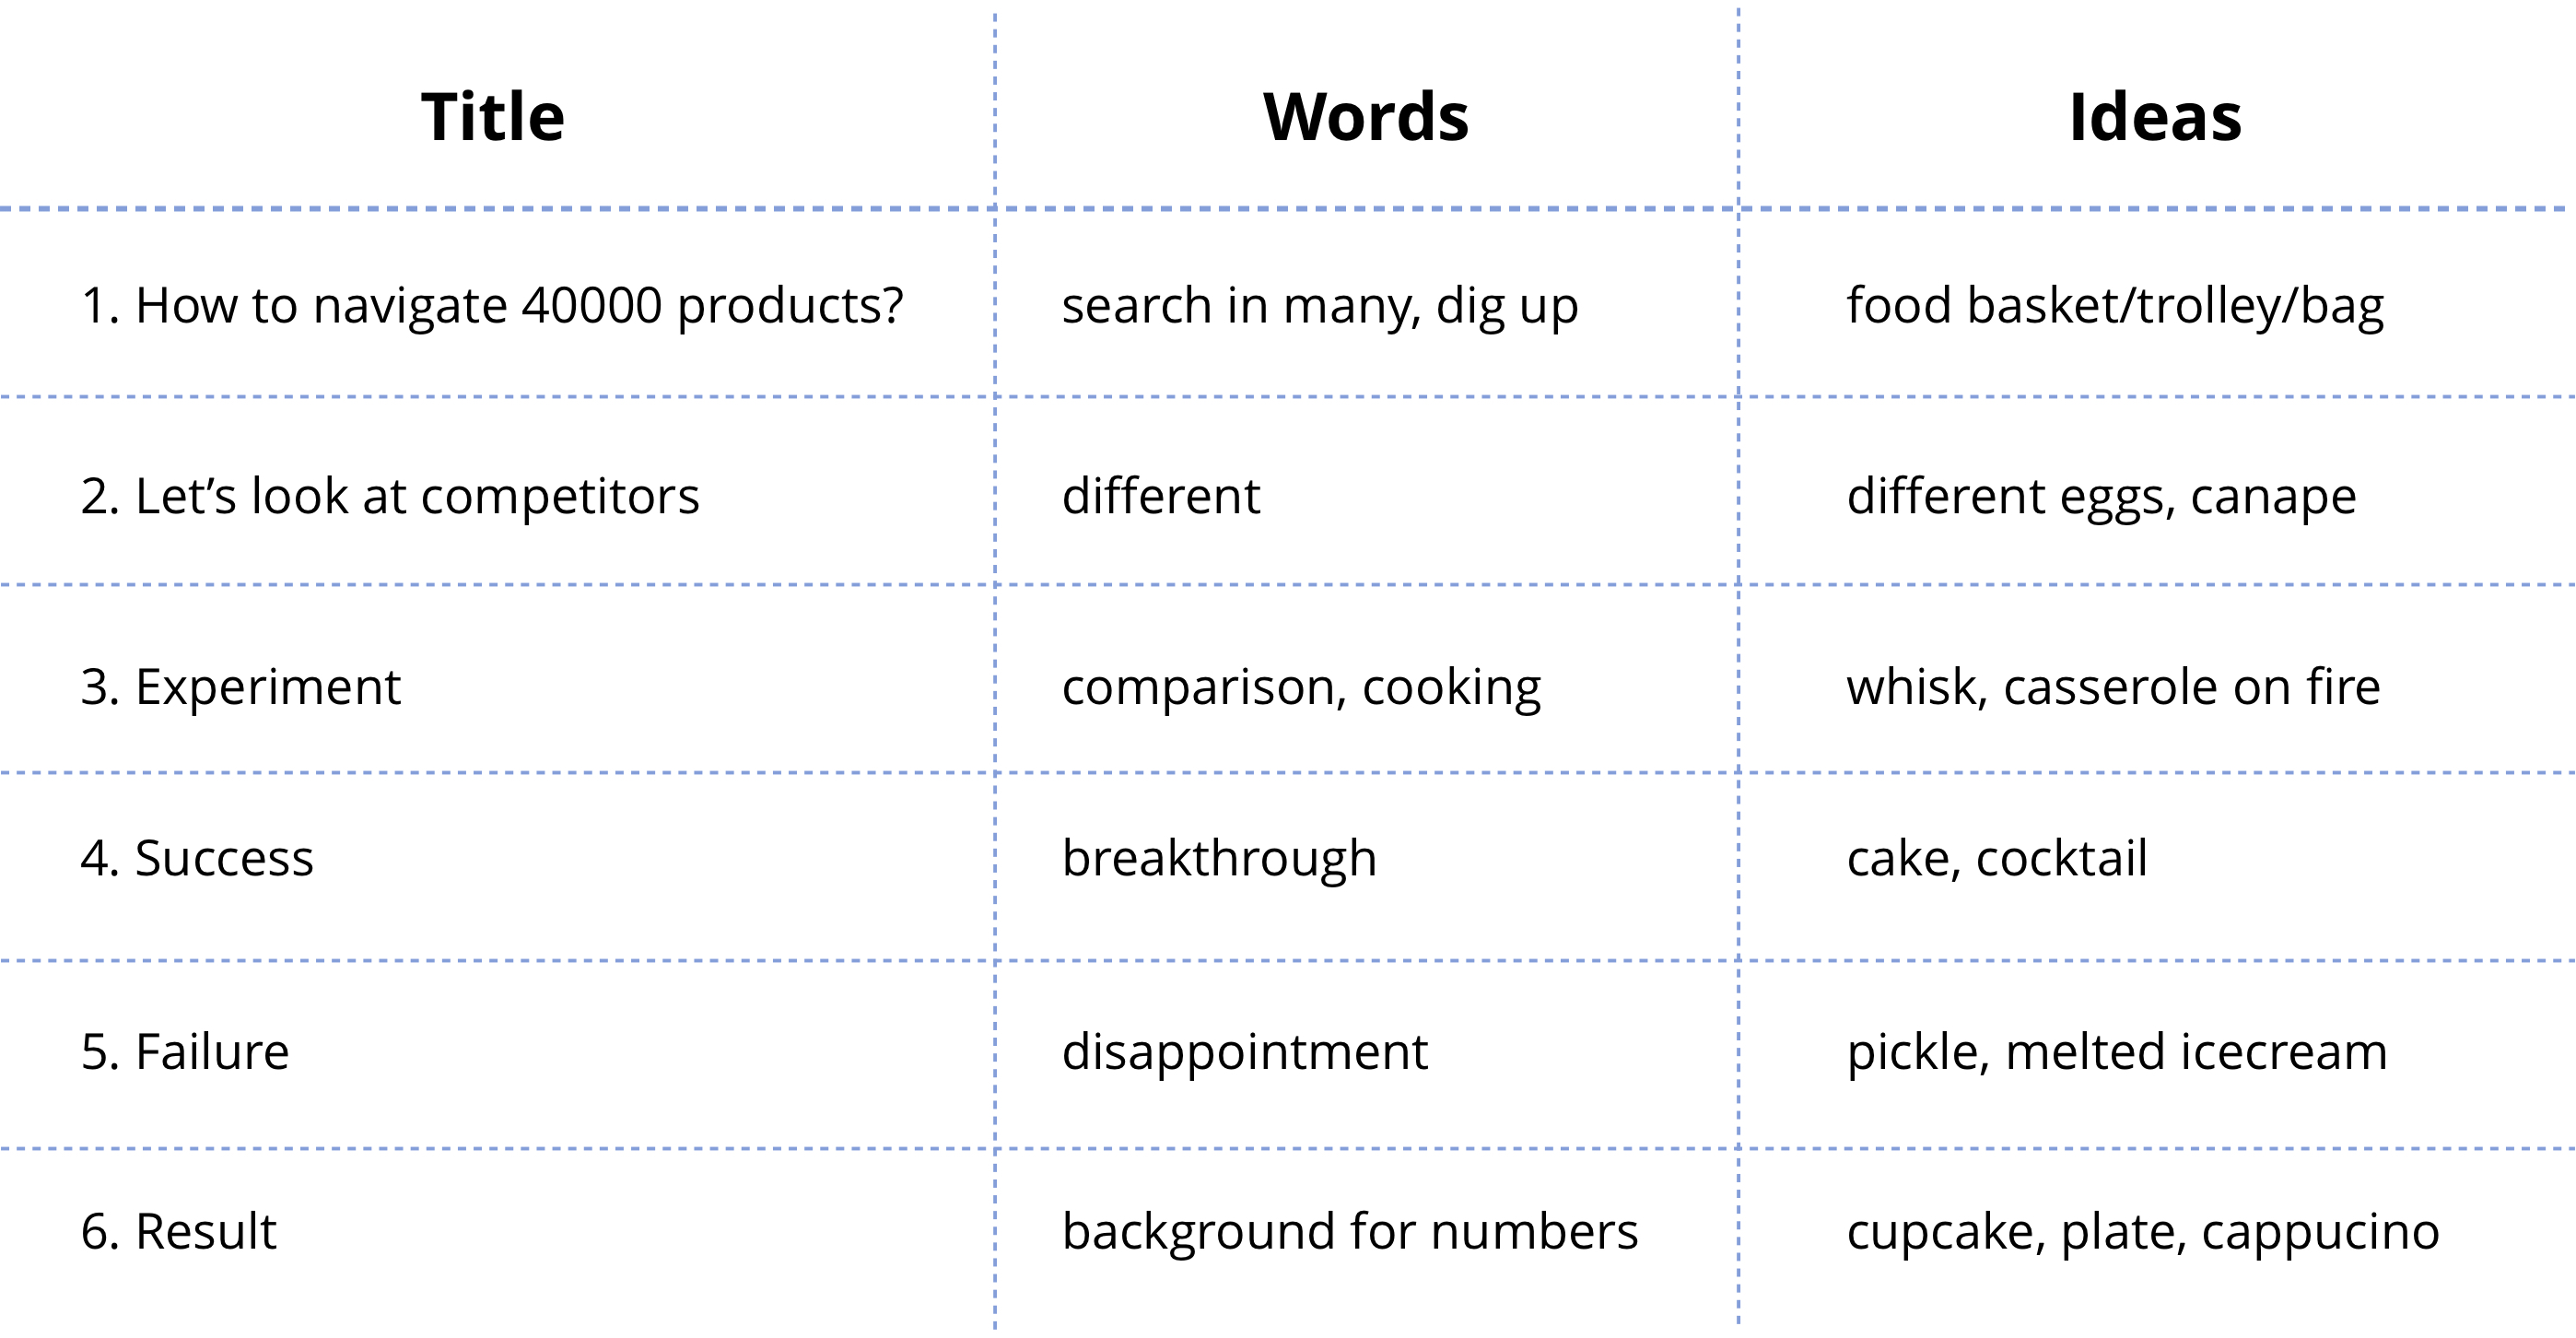 Title Words Ideas
1. How to navigate 40000 products? search in many, dig up food basket/trolley/bag
2. Let’s look at competitors different different eggs, canape
3. Experiment comparison, cooking whisk, casserole on fire
4. Success breakthrough cake, cocktail
5. Failure disappointment pickle, melted icecream
6. Result background for numbers cupcake, plate, cappucino